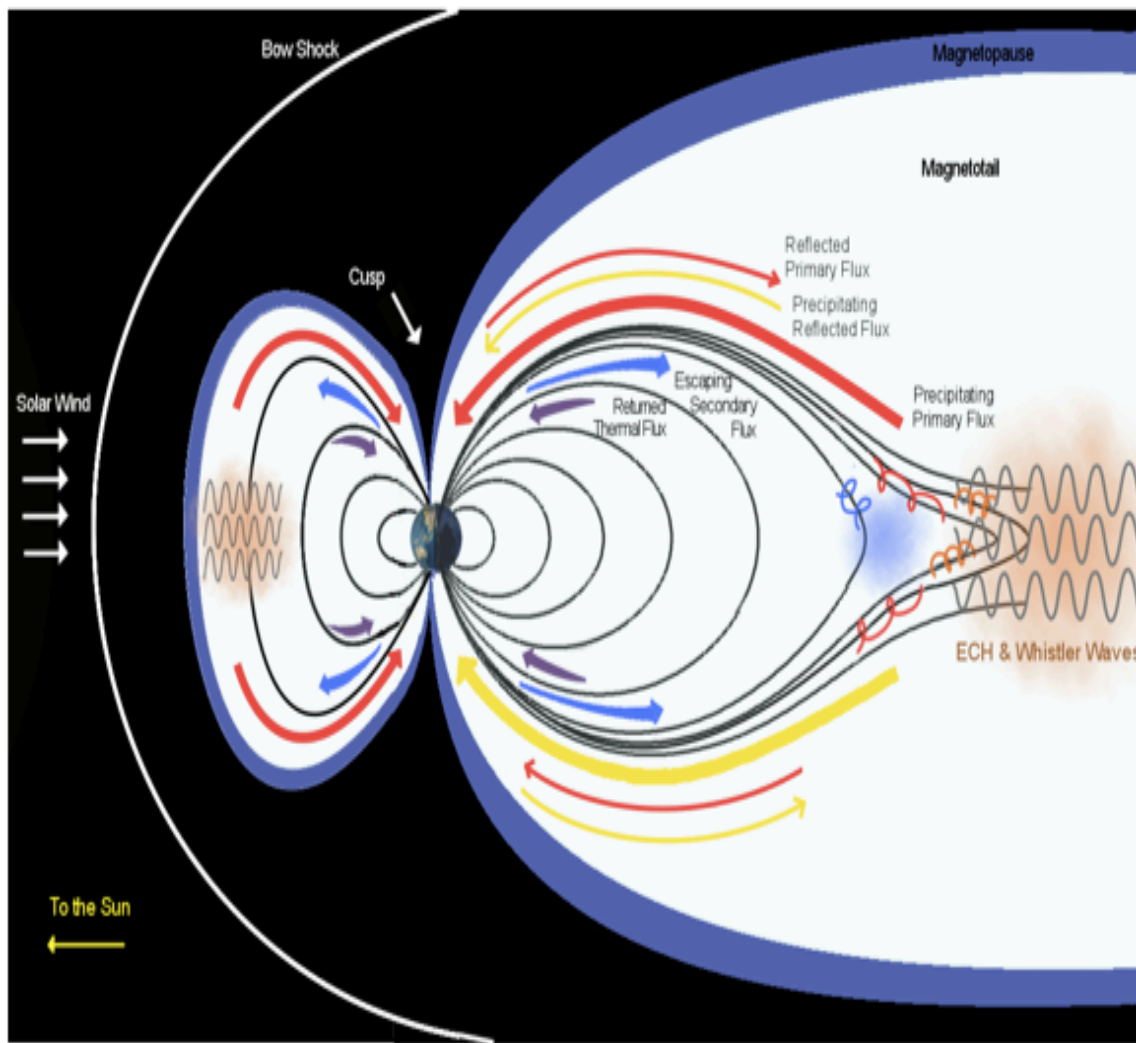 Bow Shock
Magnetopause
Magnetotail
Reflected
Primary Flux
Cusp
Precipitating
Reflected Flux
Solar Wind
Escaping
Secondary
Flux
Returned
Thermal Flux
Precipitating
Primary Flux
ECH & Whistler Waves
To the Sun